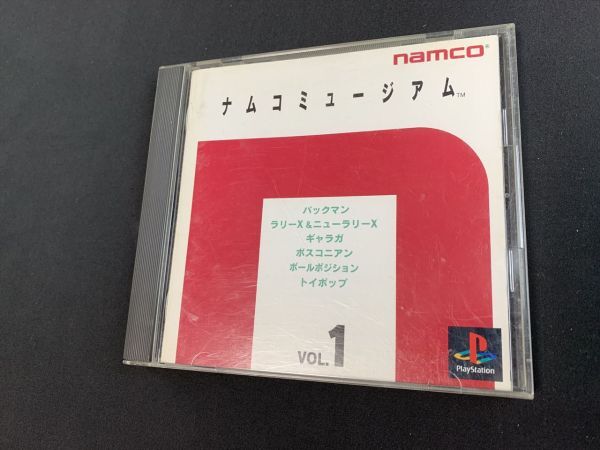 namco
ナムコミュージアム™
パックマン
ラリーX＆ニューラリーX
ギャラガ
ボスコニアン
ポールポジション
トイポップ
VOL.1
PlayStation